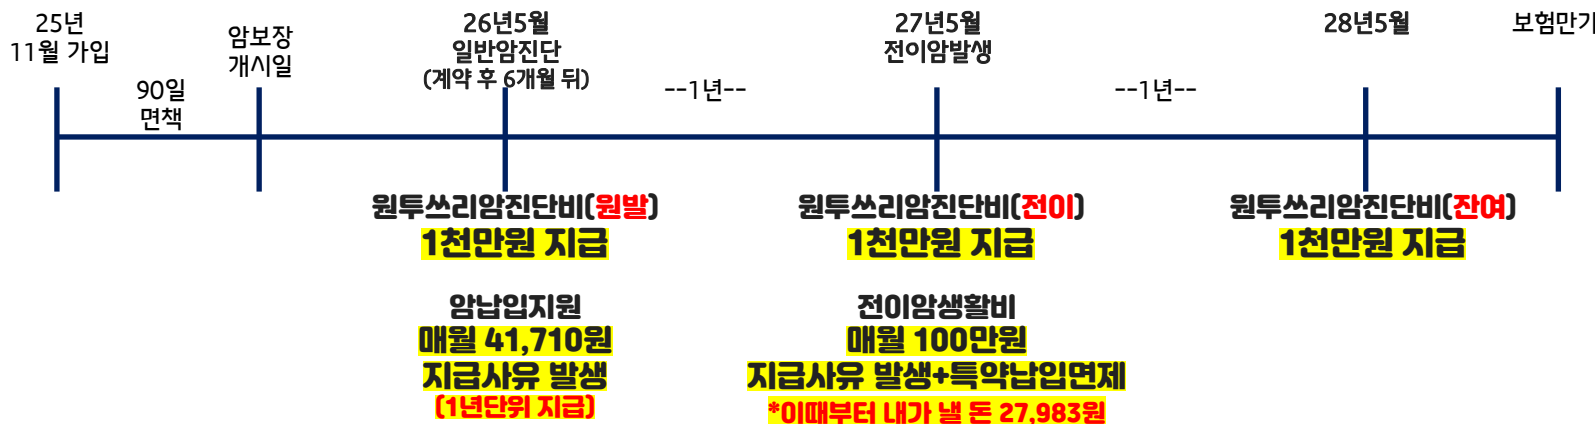 25년
11월 가입
90일
면책
암보장
개시일
26년5월
일반암진단
(계약 후 6개월 뒤)
--1년--
27년5월
전이암발생
--1년--
28년5월
보험만기
원투쓰리암진단비(원발)
1천만원 지급
암납입지원
매월 41,710원
지급사유 발생
(1년단위 지급)
원투쓰리암진단비(전이)
1천만원 지급
전이암생활비
매월 100만원
지급사유 발생+특약납입면제
*이때부터 내가 낼 돈 27,983원
원투쓰리암진단비(잔여)
1천만원 지급